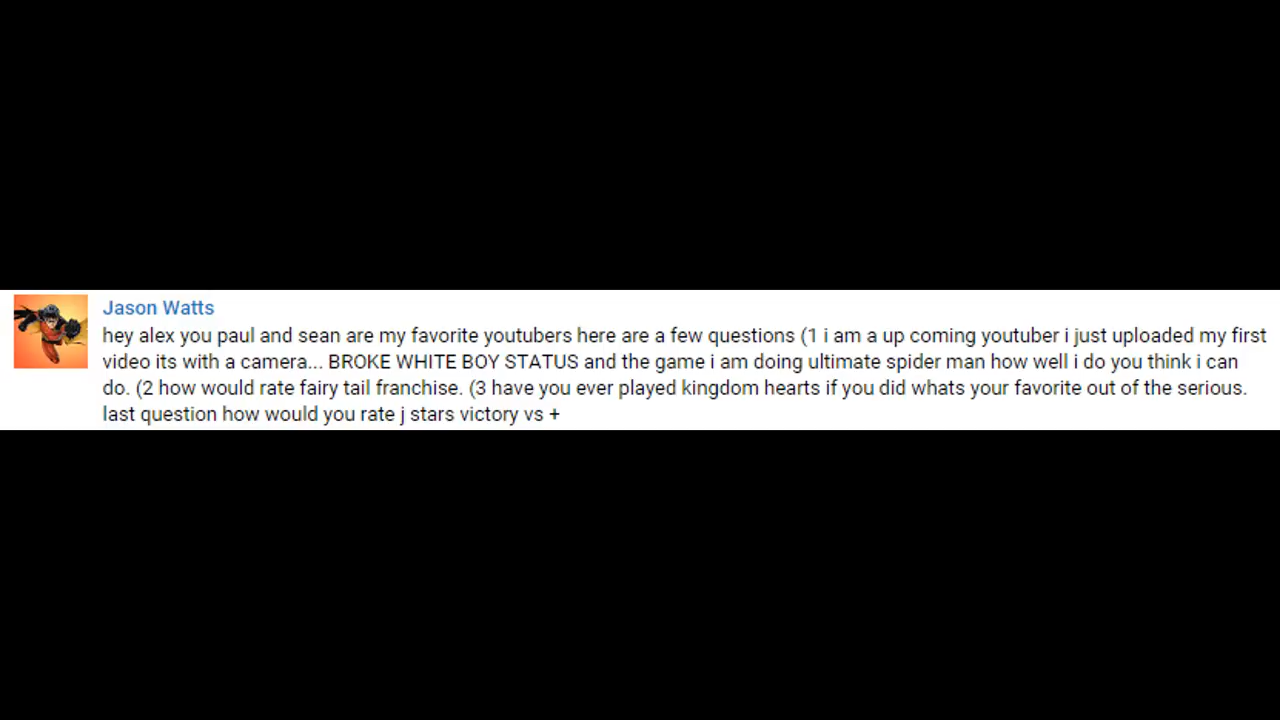 Jason Watts
hey alex you paul and sean are my favorite youtubers here are a few questions (1 i am a up coming youtuber i just uploaded my first
video its with a camera... BROKE WHITE BOY STATUS and the game i am doing ultimate spider man how well i do you think i can
do. (2 how would rate fairy tail franchise. (3 have you ever played kingdom hearts if you did whats your favorite out of the serious.
last question how would you rate j stars victory vs +